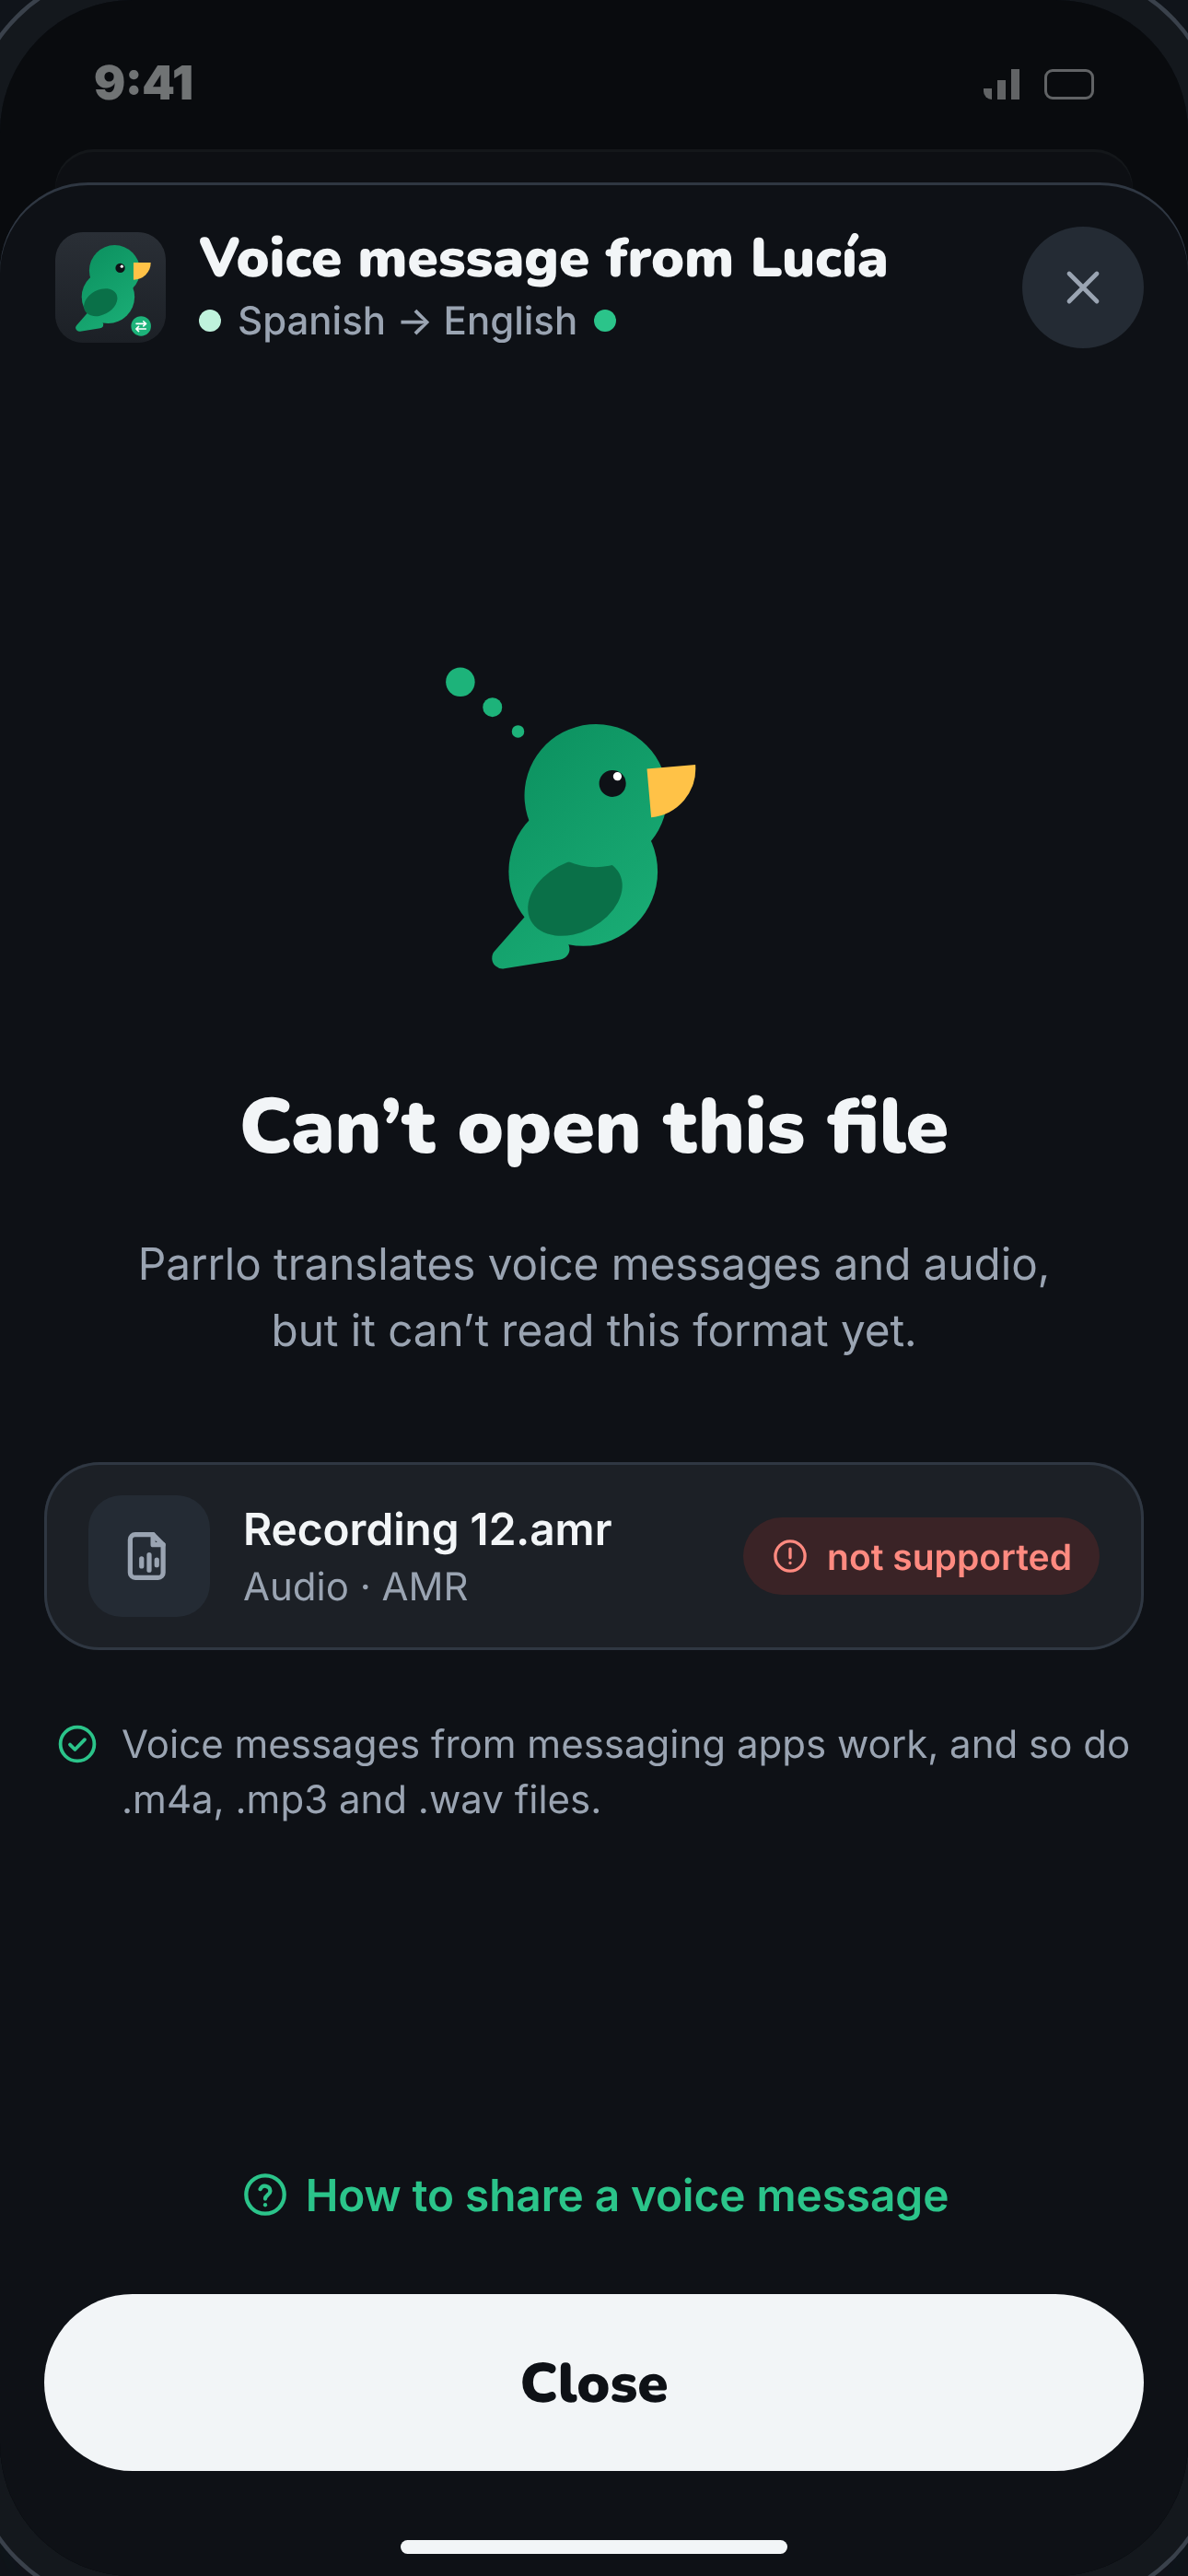 9:41
Voice message from Lucía
Spanish → English
Can’t open this file
Parrlo translates voice messages and audio,
but it can’t read this format yet.
Recording 12.amr
not supported
Audio · AMR
Voice messages from messaging apps work, and so do
.m4a, .mp3 and .wav files.
How to share a voice message
Close